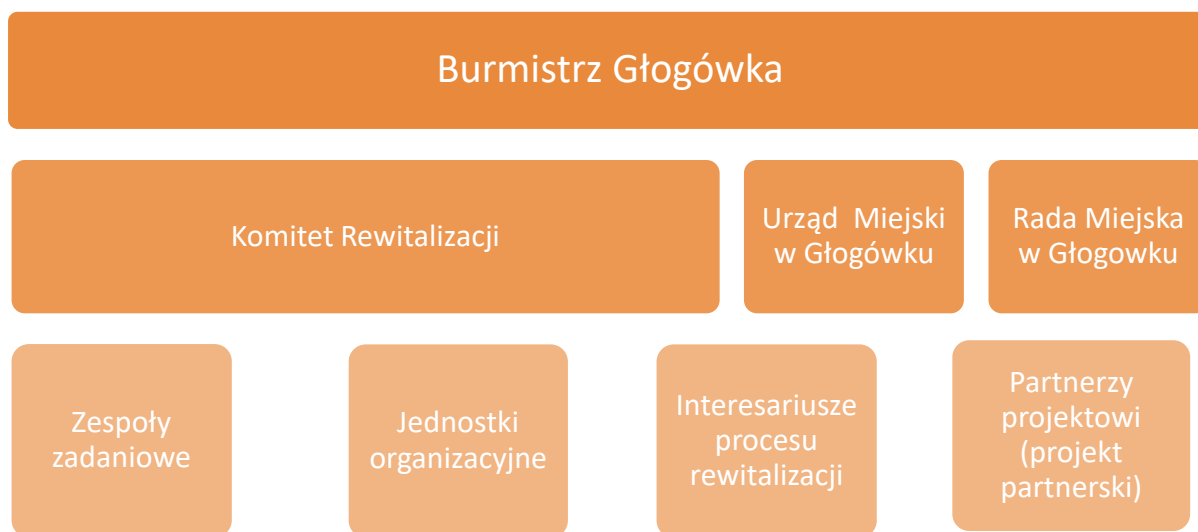 Burmistrz Głogówka
Komitet Rewitalizacji
Urząd Miejski
w Głogówku
Rada Miejska
w Głogowku
Zespoły
zadaniowe
Jednostki
organizacyjne
Interesariusze
procesu
rewitalizacji
Partnerzy
projektowi
(projekt
partnerski)